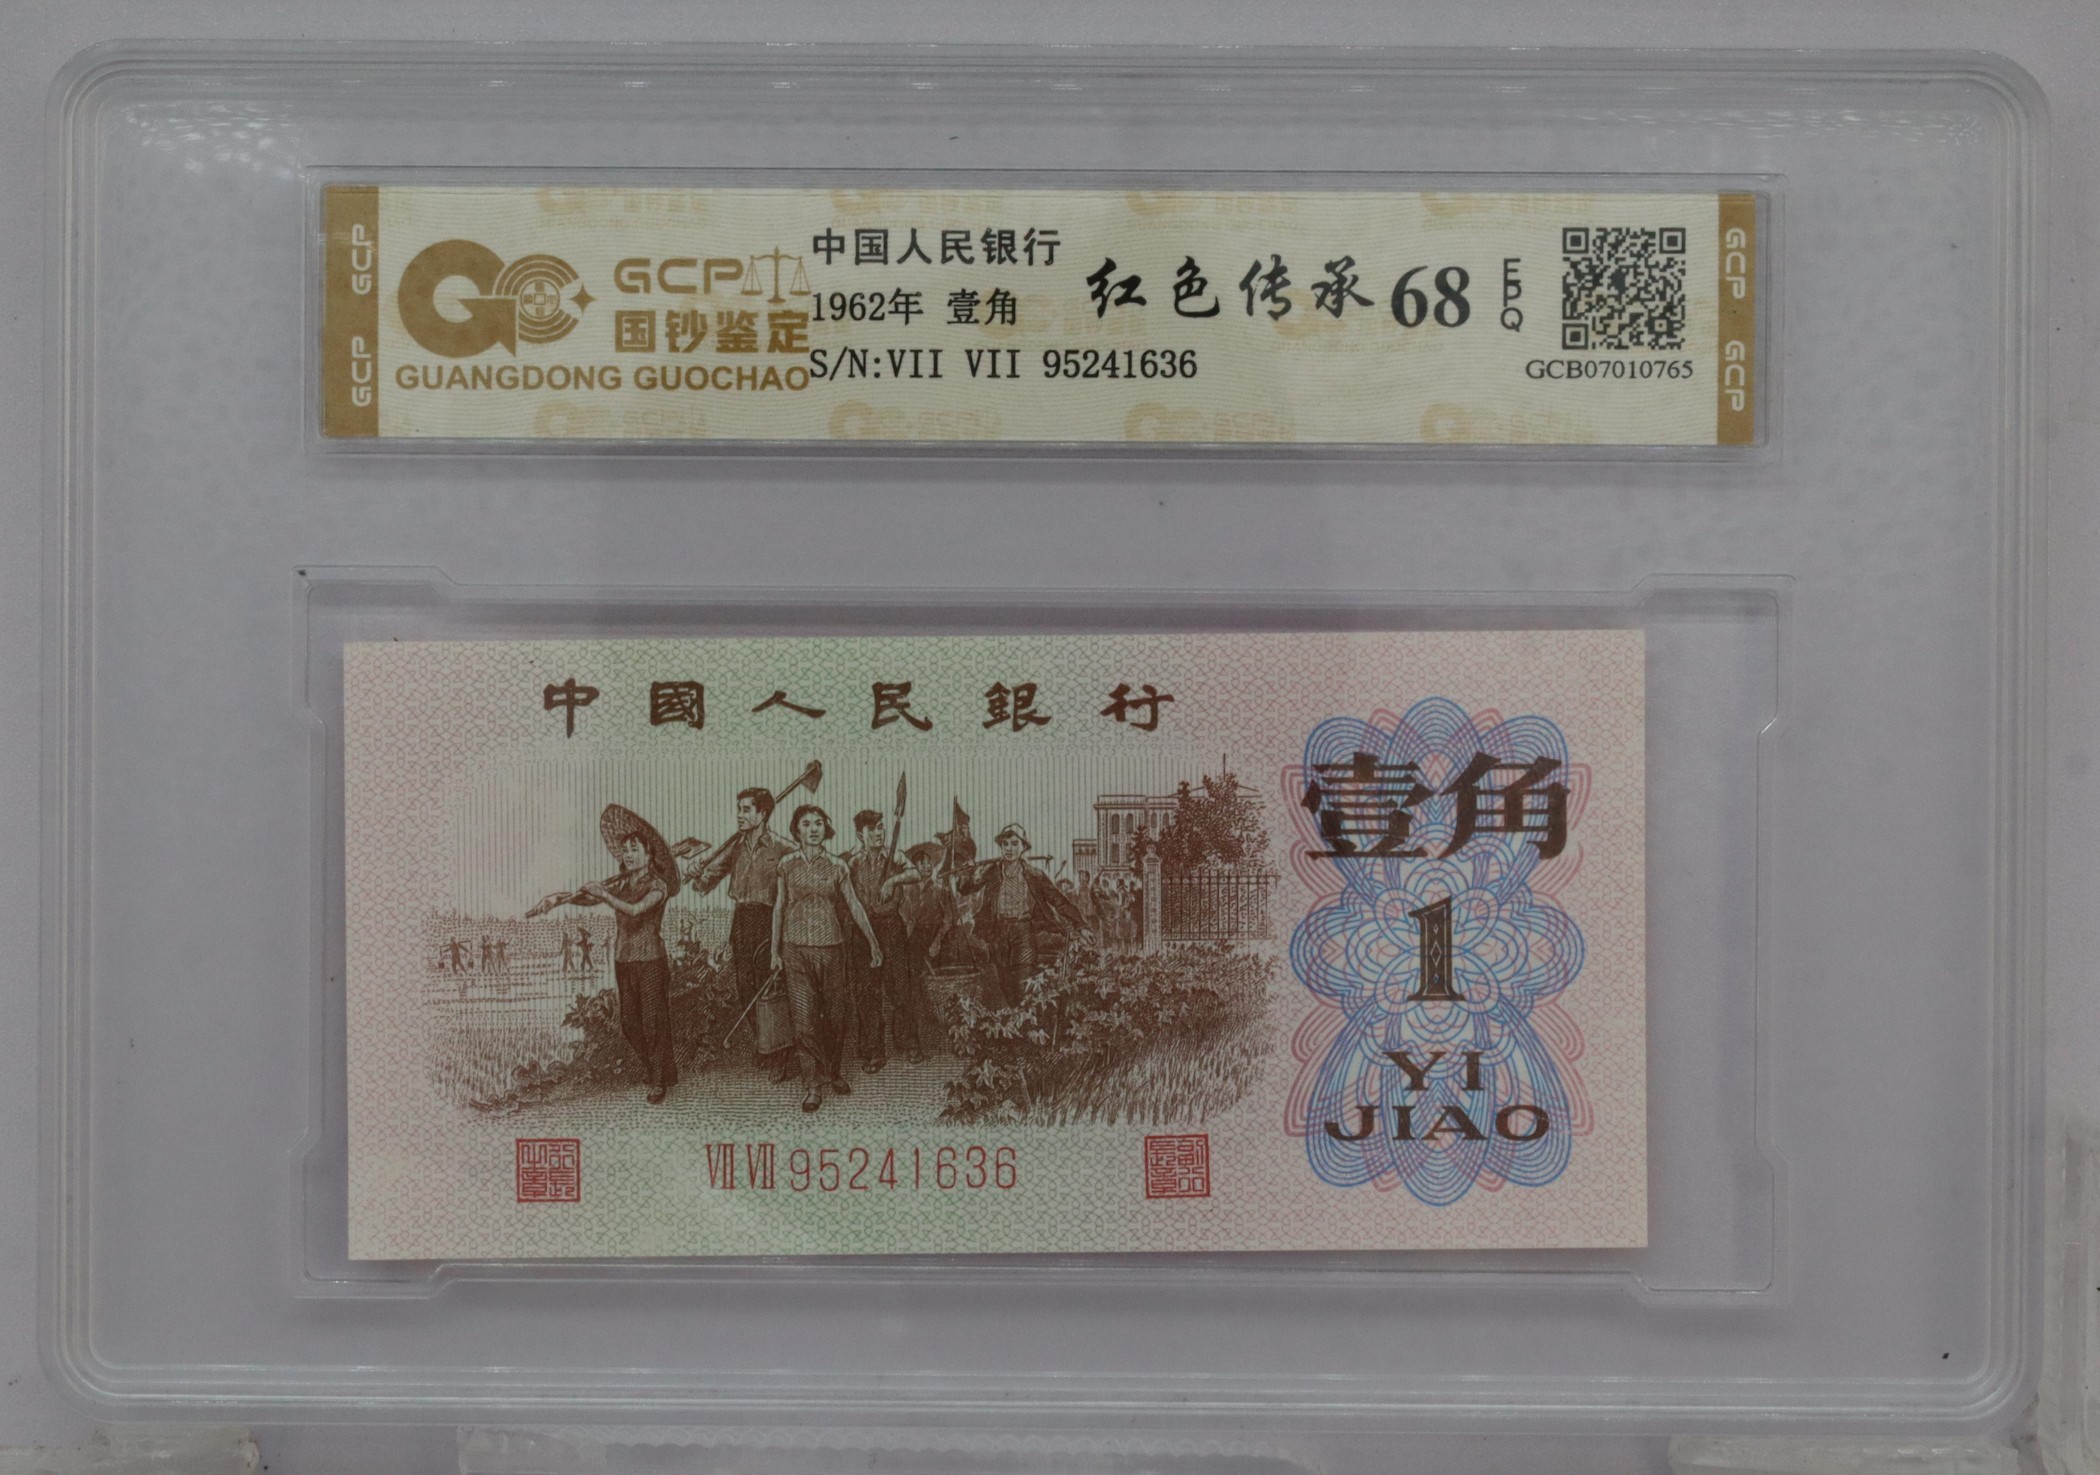 GCP
GCP
GCP
国钞鉴定
GUANGDONG GUOCHAO
中国人民银行
1962年 壹角
S/N:VII VII 95241636
红色传承
68
EPQ
GCB07010765
GCP
GCP
中國人民銀行
壹角
1
YI
JIAO
VII VII 95241636